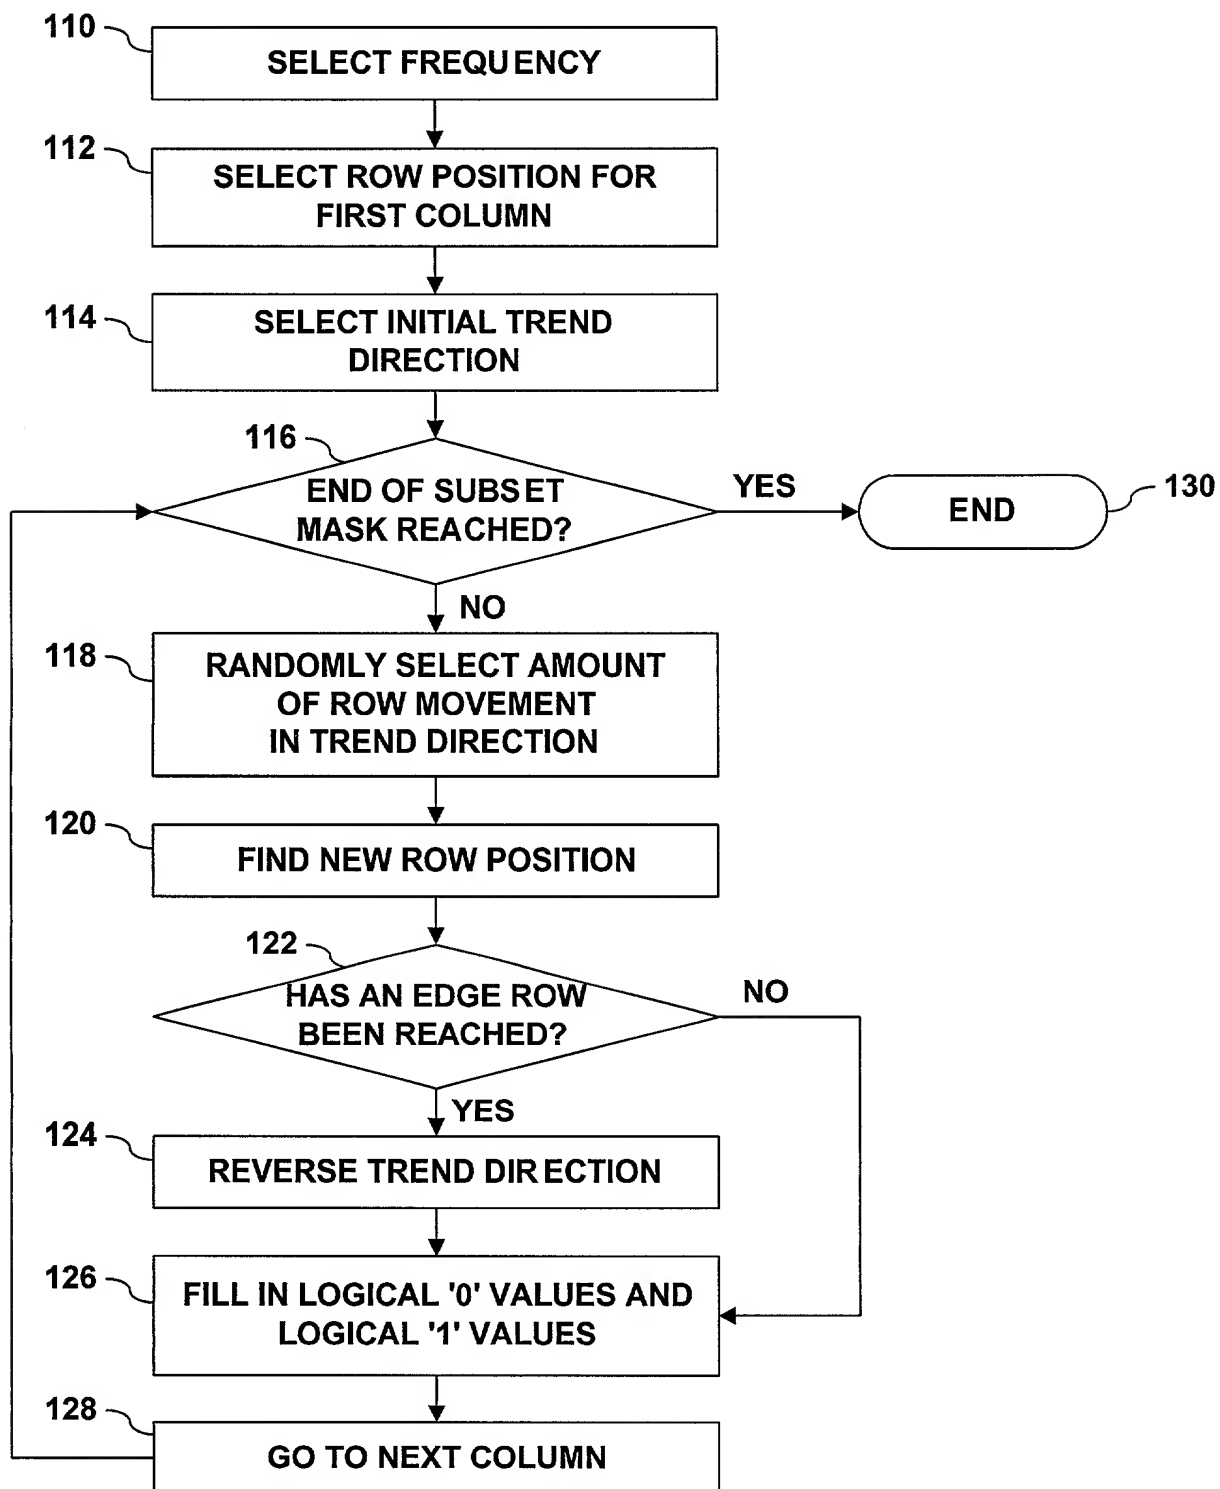 110
SELECT FREQUENCY
112
SELECT ROW POSITION FOR
FIRST COLUMN
114
SELECT INITIAL TREND
DIRECTION
116
END OF SUBSET
MASK REACHED?
YES
END
130
NO
118
RANDOMLY SELECT AMOUNT
OF ROW MOVEMENT
IN TREND DIRECTION
120
FIND NEW ROW POSITION
122
HAS AN EDGE ROW
BEEN REACHED?
NO
YES
124
REVERSE TREND DIRECTION
126
FILL IN LOGICAL '0' VALUES AND
LOGICAL '1' VALUES
128
GO TO NEXT COLUMN